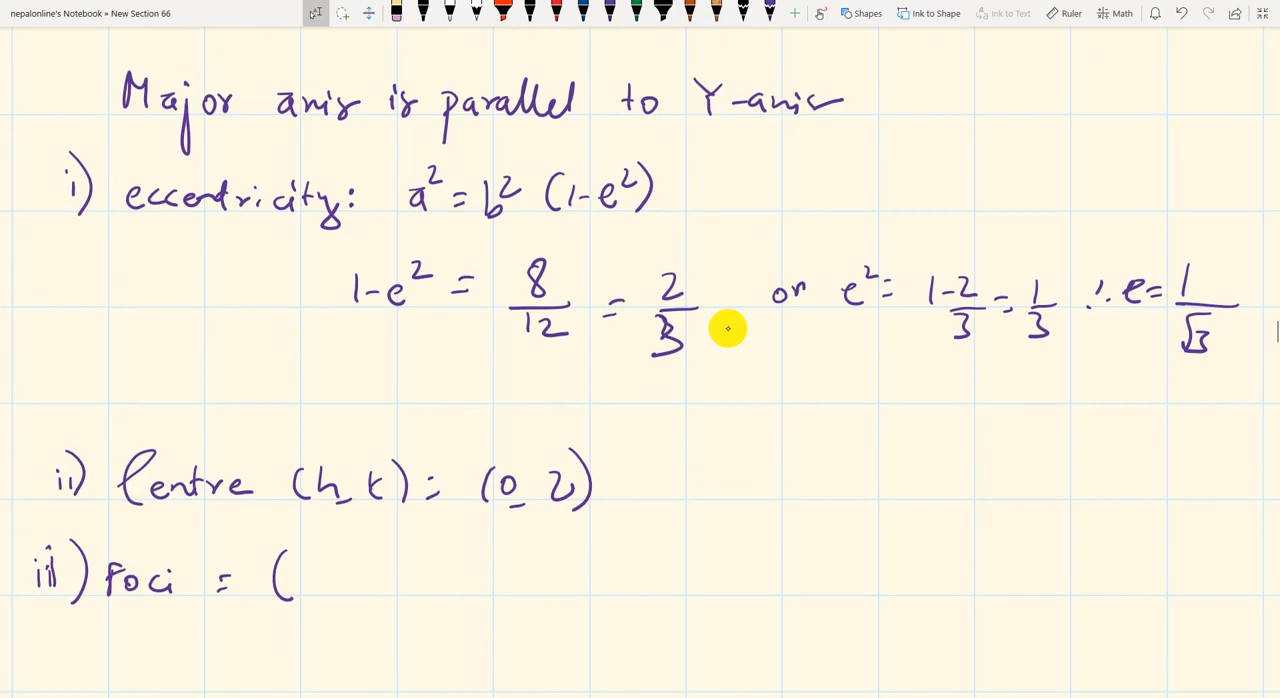 nepalonline's Notebook » New Section 66
Shapes Ink to Shape Ink to Text Ruler Math
Major axis is parallel to Y-axis
i) eccentricity: a² = b² (1-e²)
1-e² = 8/12 = 2/3 or e² = 1-2/3 = 1/3 ∴ e = 1/√3
ii) Centre (h, k) = (0, 2)
iii) Foci = (